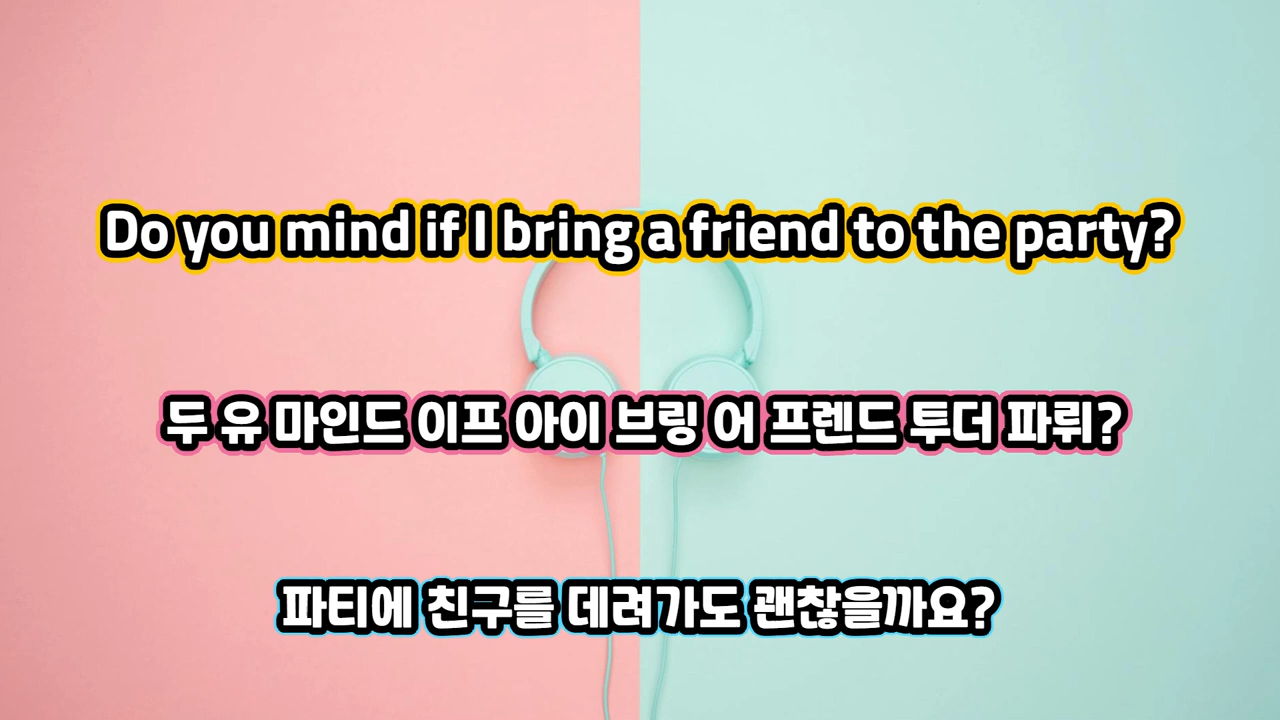 Do you mind if I bring a friend to the party?
두 유 마인드 이프 아이 브링 어 프렌드 투더 파뤼?
파티에 친구를 데려가도 괜찮을까요?